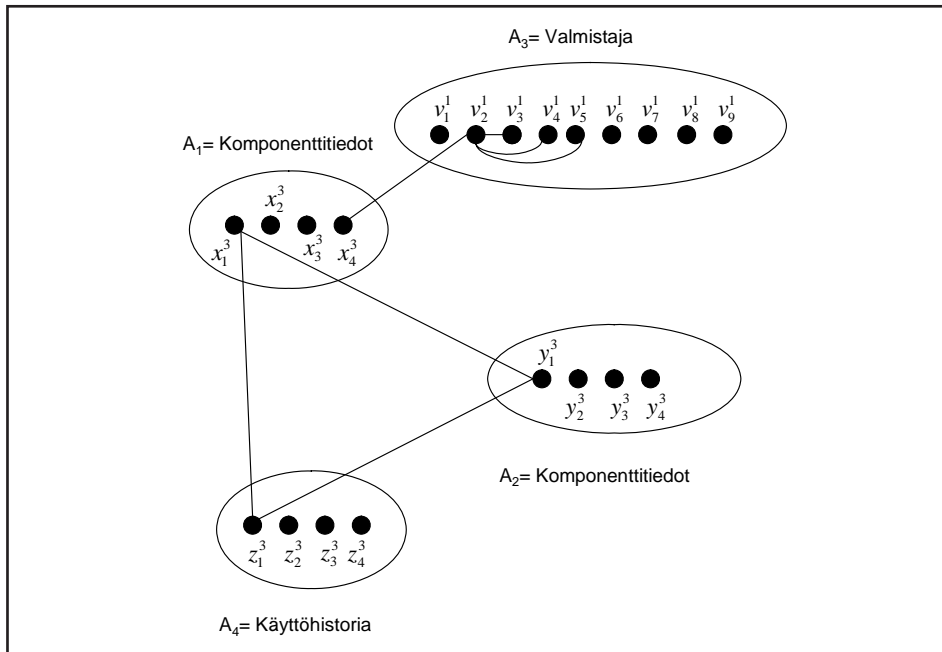 A₃= Valmistaja
v₁¹ v₂¹ v₃¹ v₄¹ v₅¹ v₆¹ v₇¹ v₈¹ v₉¹
A₁= Komponenttitiedot
x₂³
x₁³ x₃³ x₄³
y₁³
y₂³ y₃³ y₄³
A₂= Komponenttitiedot
z₁³ z₂³ z₃³ z₄³
A₄= Käyttöhistoria